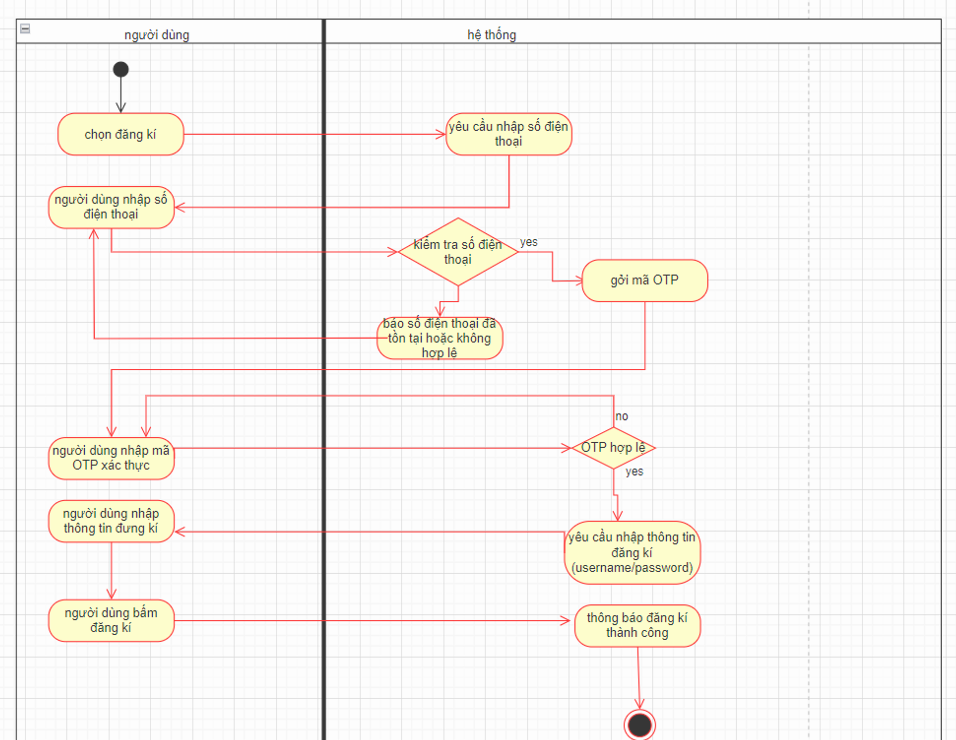 người dùng
hệ thống
chọn đăng kí
yêu cầu nhập số điện
thoại
người dùng nhập số
điện thoại
kiểm tra số điện
thoại
yes
gởi mã OTP
báo số điện thoại đã
tồn tại hoặc không
hợp lệ
no
người dùng nhập mã
OTP xác thực
OTP hợp lệ
yes
người dùng nhập
thông tin đưng kí
yêu cầu nhập thông tin
đăng kí
(username/password)
người dùng bấm
đăng kí
thông báo đăng kí
thành công